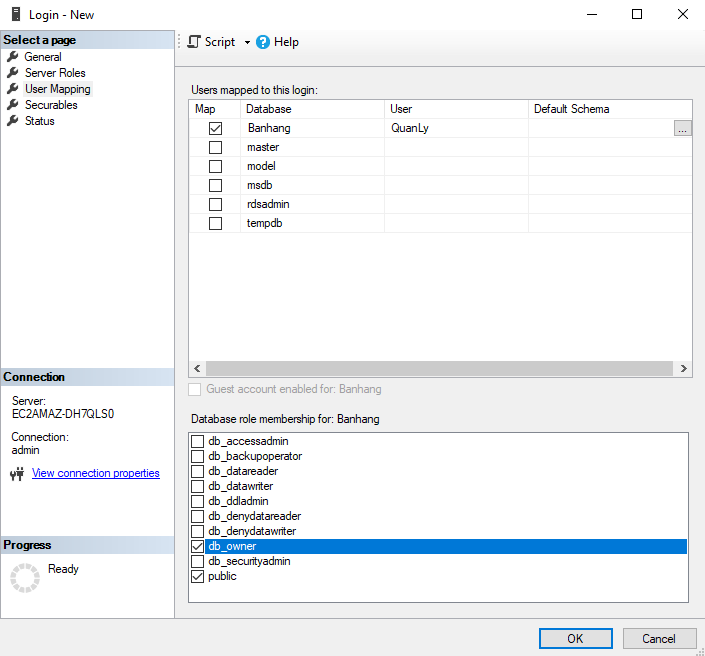 Login - New
Select a page
General
Server Roles
User Mapping
Securables
Status
Connection
Server:
EC2AMAZ-DH7QLS0
Connection:
admin
View connection properties
Progress
Ready
Script
Help
Users mapped to this login:
Map Database User Default Schema
Banhang QuanLy ...
master
model
msdb
rdsadmin
tempdb
Guest account enabled for: Banhang
Database role membership for: Banhang
db_accessadmin
db_backupoperator
db_datareader
db_datawriter
db_ddladmin
db_denydatareader
db_denydatawriter
db_owner
db_securityadmin
public
OK Cancel